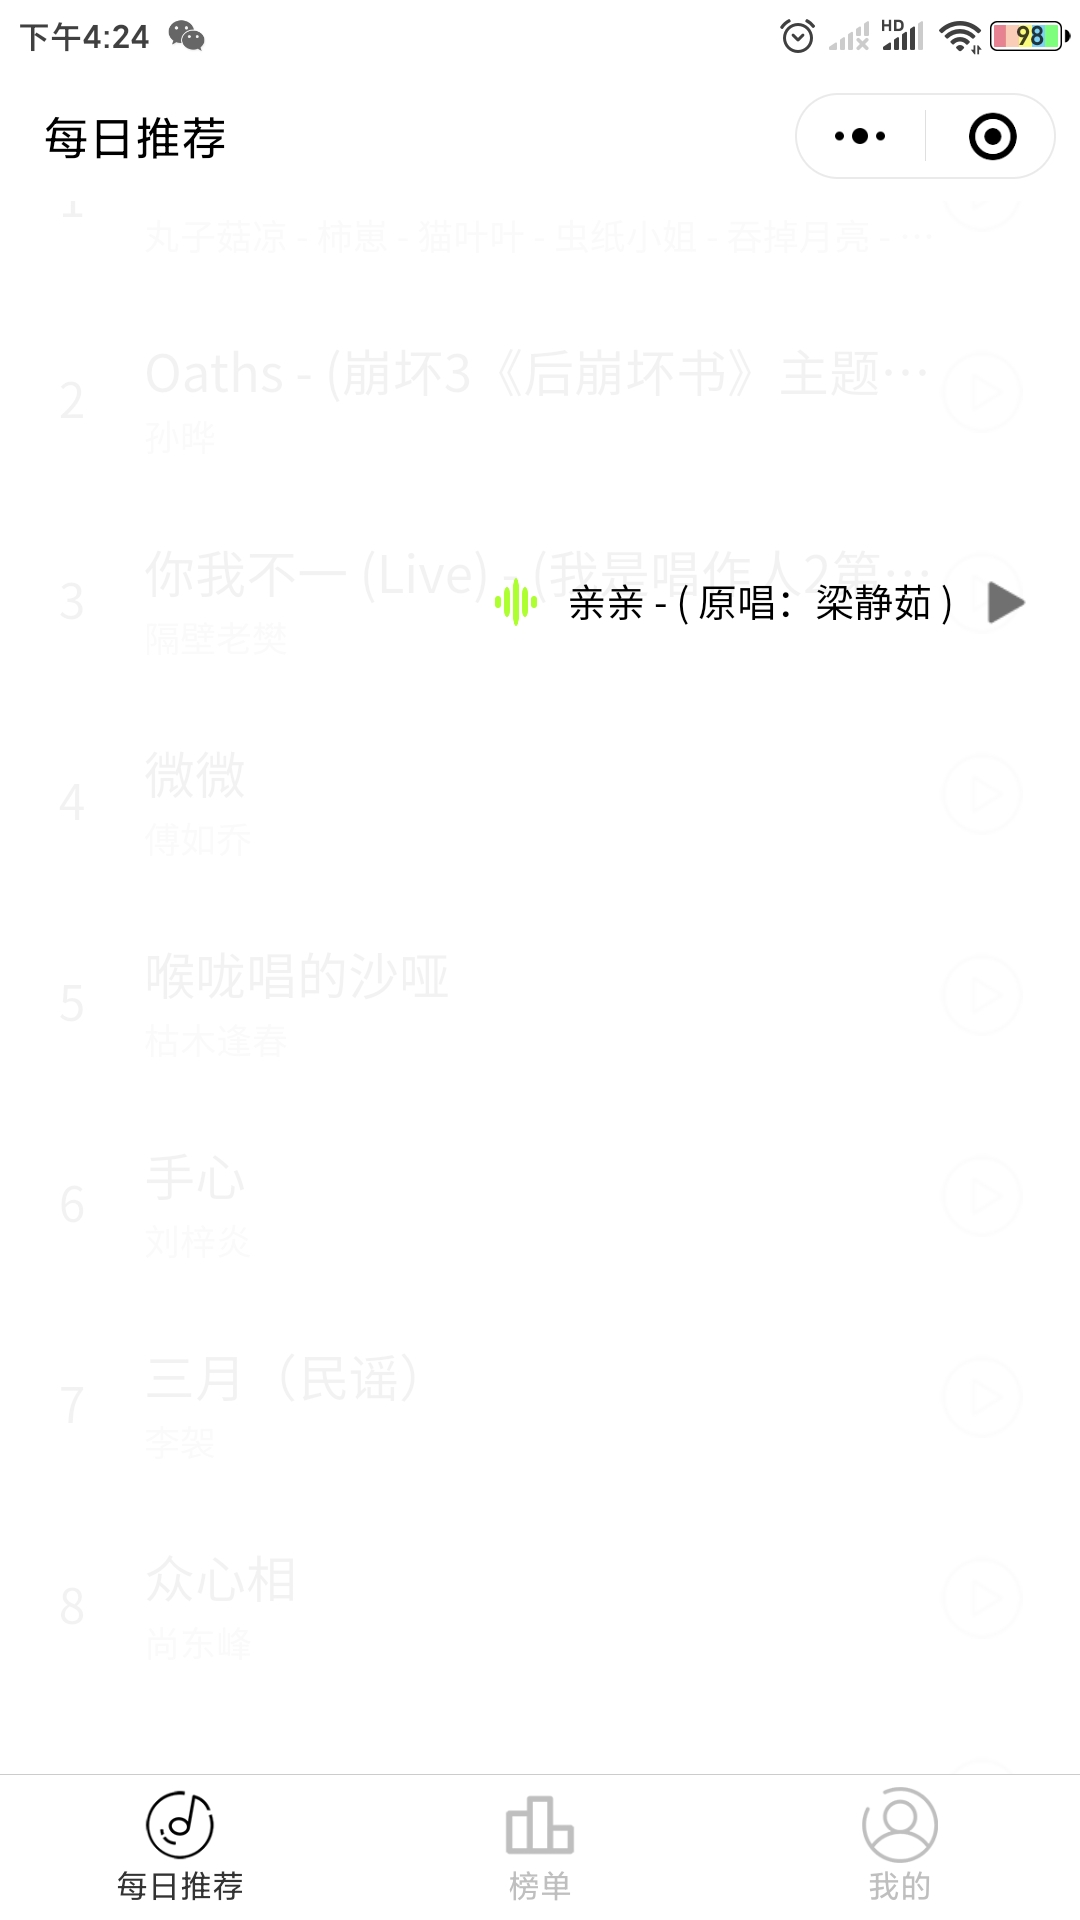 下午4:24
HD
98
每日推荐
1
丸子菇凉 - 柿崽 - 猫叶叶 - 虫纸小姐 - 吞掉月亮 - …
2
Oaths - (崩坏3《后崩坏书》主题…
孙晔
3
你我不一 (Live) - (我是唱作人2第…
隔壁老樊
亲亲 - ( 原唱：梁静茹 )
4
微微
傅如乔
5
喉咙唱的沙哑
枯木逢春
6
手心
刘梓炎
7
三月（民谣）
李袈
8
众心相
尚东峰
每日推荐
榜单
我的